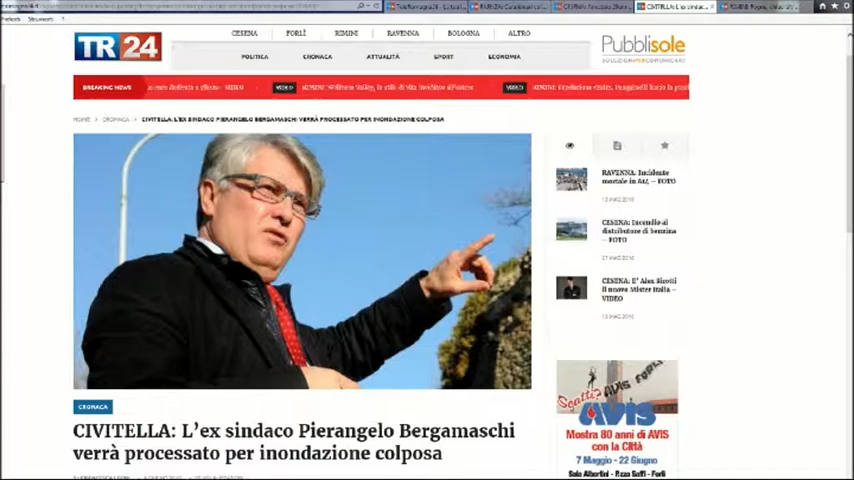 TR24
CESENA FORLÌ RIMINI RAVENNA BOLOGNA ALTRO
POLITICA CRONACA ATTUALITÀ SPORT ECONOMIA
Pubblisole
BREAKING NEWS
VIDEO
VIDEO
HOME CRONACA CIVITELLA: L'EX SINDACO PIERANGELO BERGAMASCHI VERRÀ PROCESSATO PER INONDAZIONE COLPOSA
RAVENNA: Incidente
mortale in A14 – FOTO
CESENA: Incendio al
distributore di benzina
– FOTO
CESENA: E' Alex Sirotti
il nuovo Mister Italia –
VIDEO
CRONACA
CIVITELLA: L'ex sindaco Pierangelo Bergamaschi
verrà processato per inondazione colposa
AVIS
Mostra 80 anni di AVIS
con la Città
7 Maggio - 22 Giugno